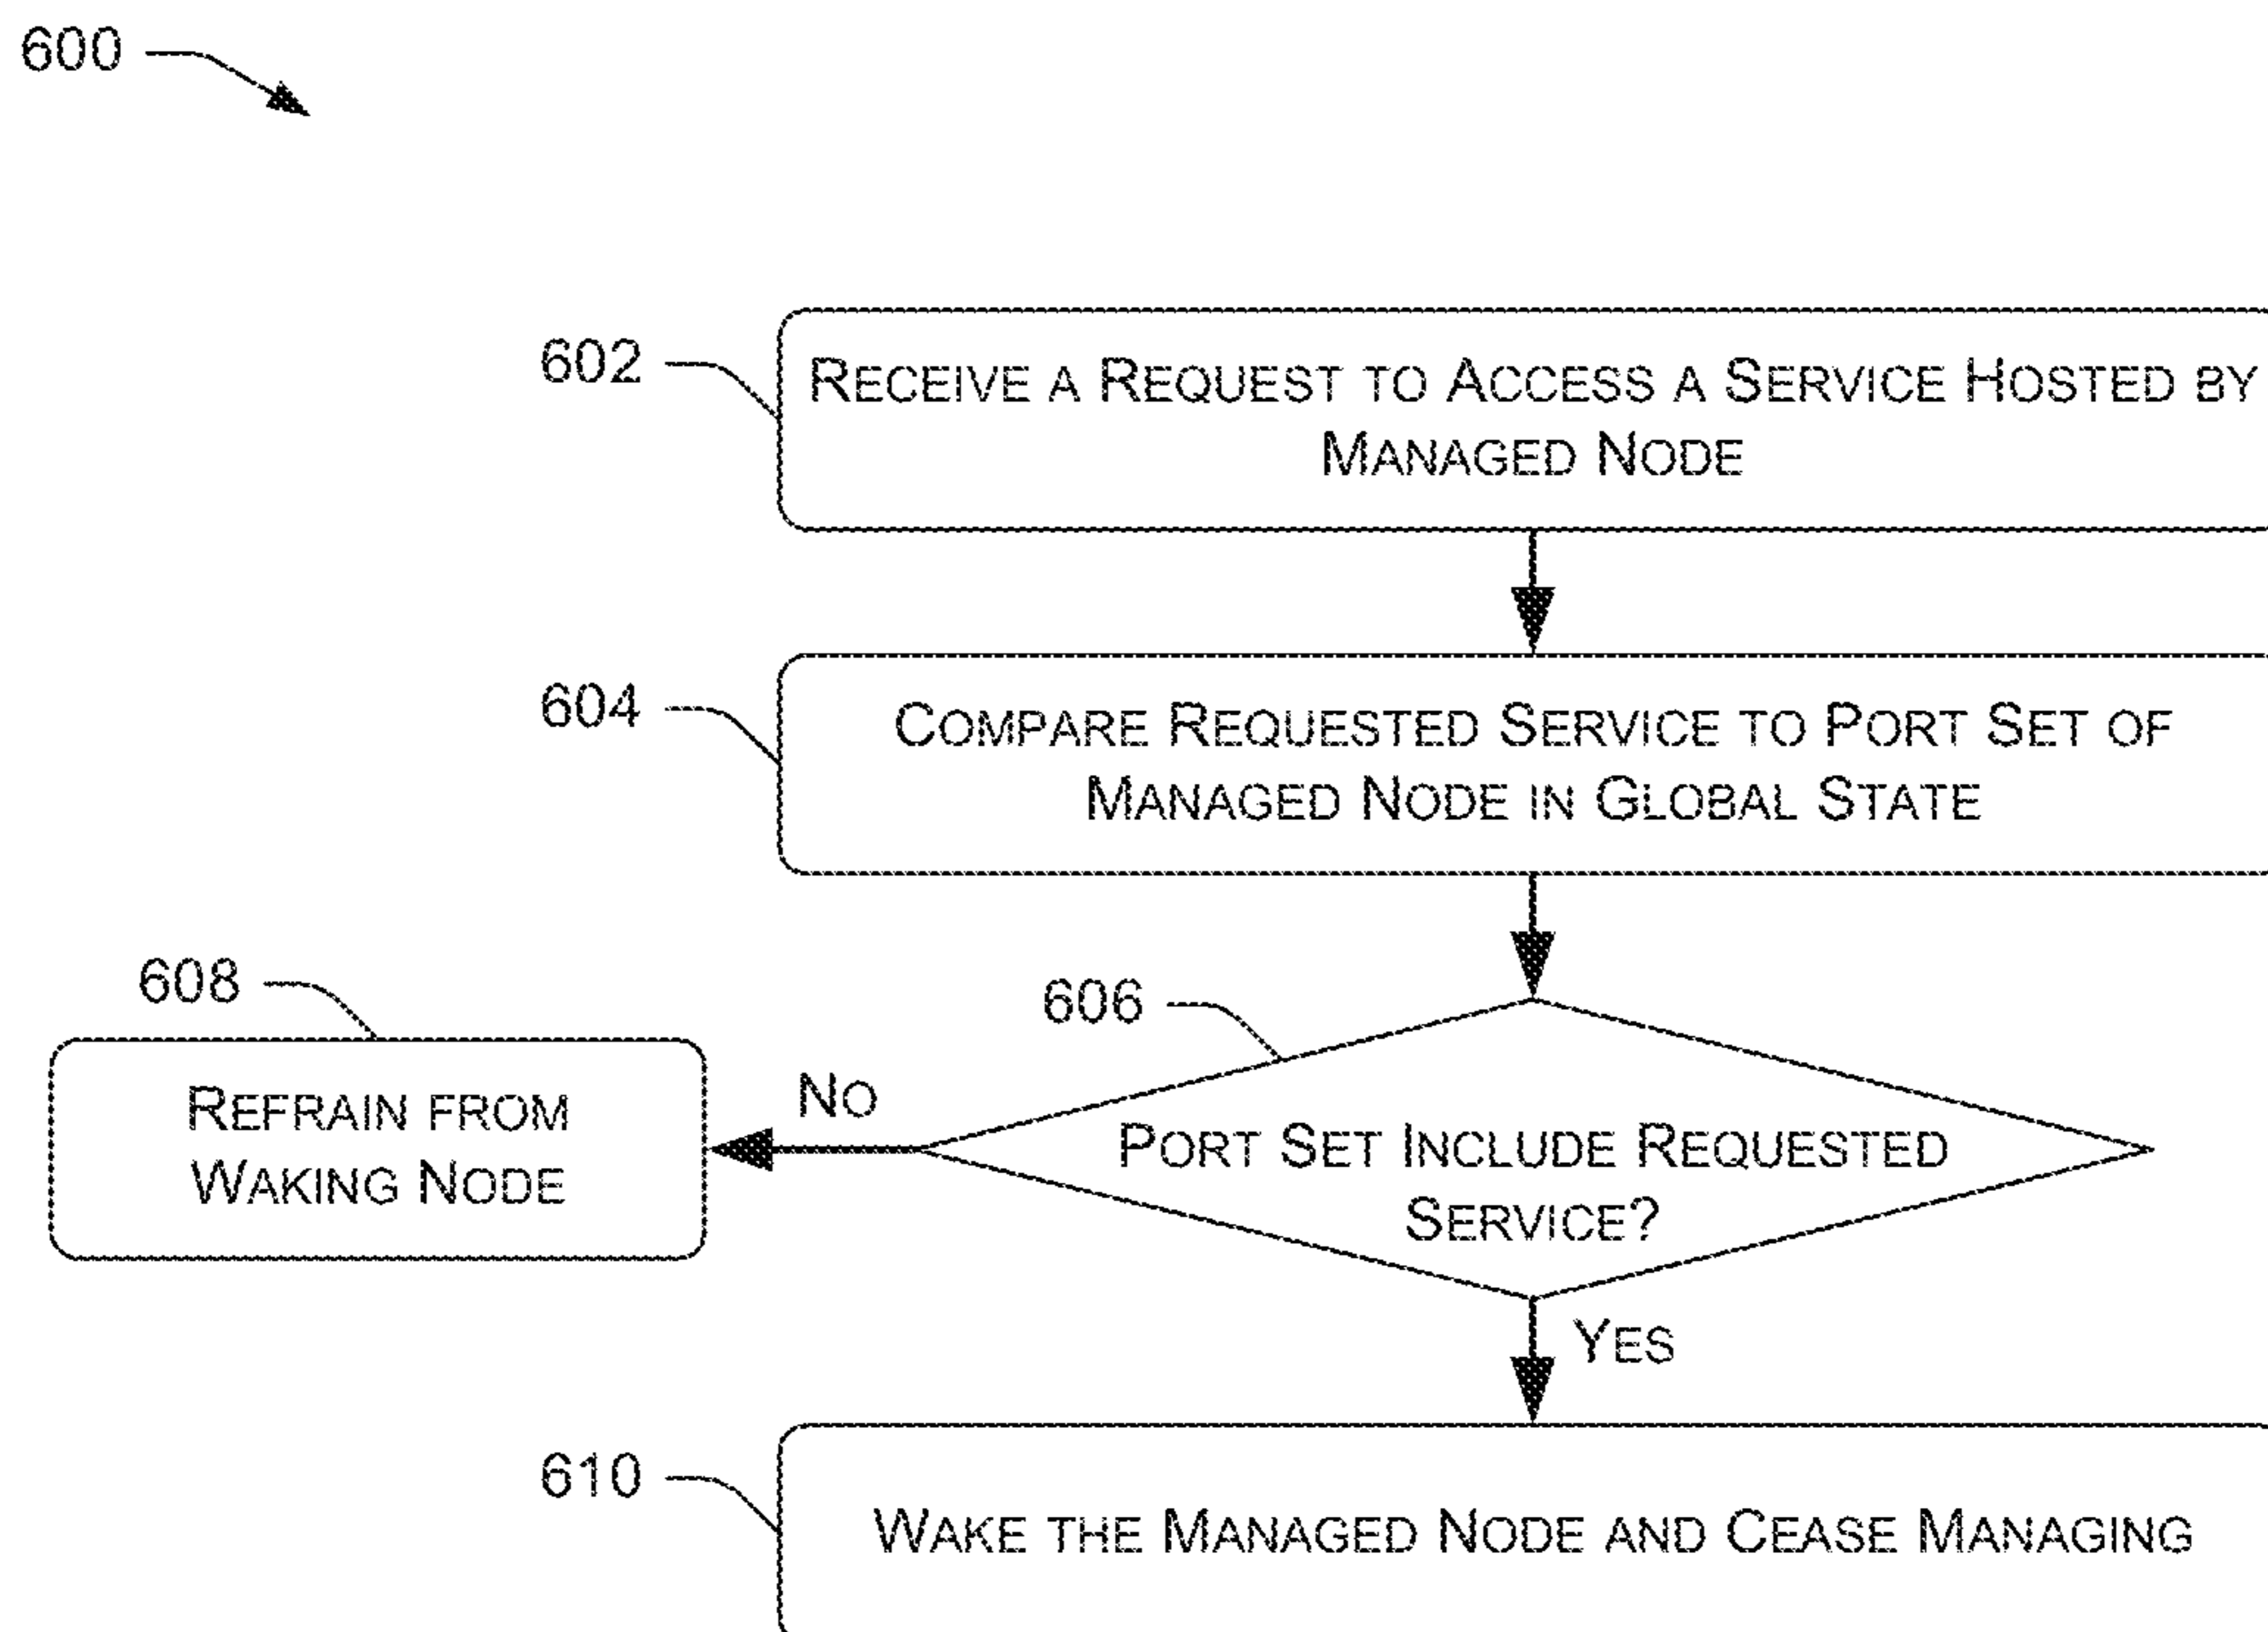 600
602
RECEIVE A REQUEST TO ACCESS A SERVICE HOSTED BY
MANAGED NODE
604
COMPARE REQUESTED SERVICE TO PORT SET OF
MANAGED NODE IN GLOBAL STATE
608
606
REFRAIN FROM
WAKING NODE
NO
PORT SET INCLUDE REQUESTED
SERVICE?
YES
610
WAKE THE MANAGED NODE AND CEASE MANAGING